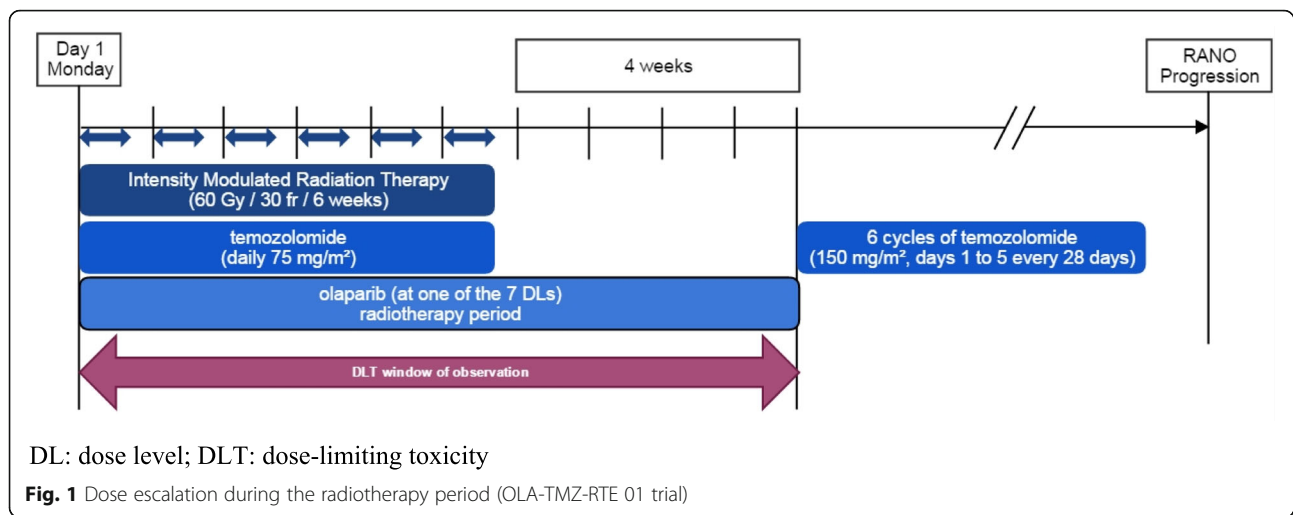 Day 1
Monday
4 weeks
RANO
Progression
Intensity Modulated Radiation Therapy
(60 Gy / 30 fr / 6 weeks)
temozolomide
(daily 75 mg/m²)
6 cycles of temozolomide
(150 mg/m², days 1 to 5 every 28 days)
olaparib (at one of the 7 DLs)
radiotherapy period
DLT window of observation
DL: dose level; DLT: dose-limiting toxicity
Fig. 1 Dose escalation during the radiotherapy period (OLA-TMZ-RTE 01 trial)